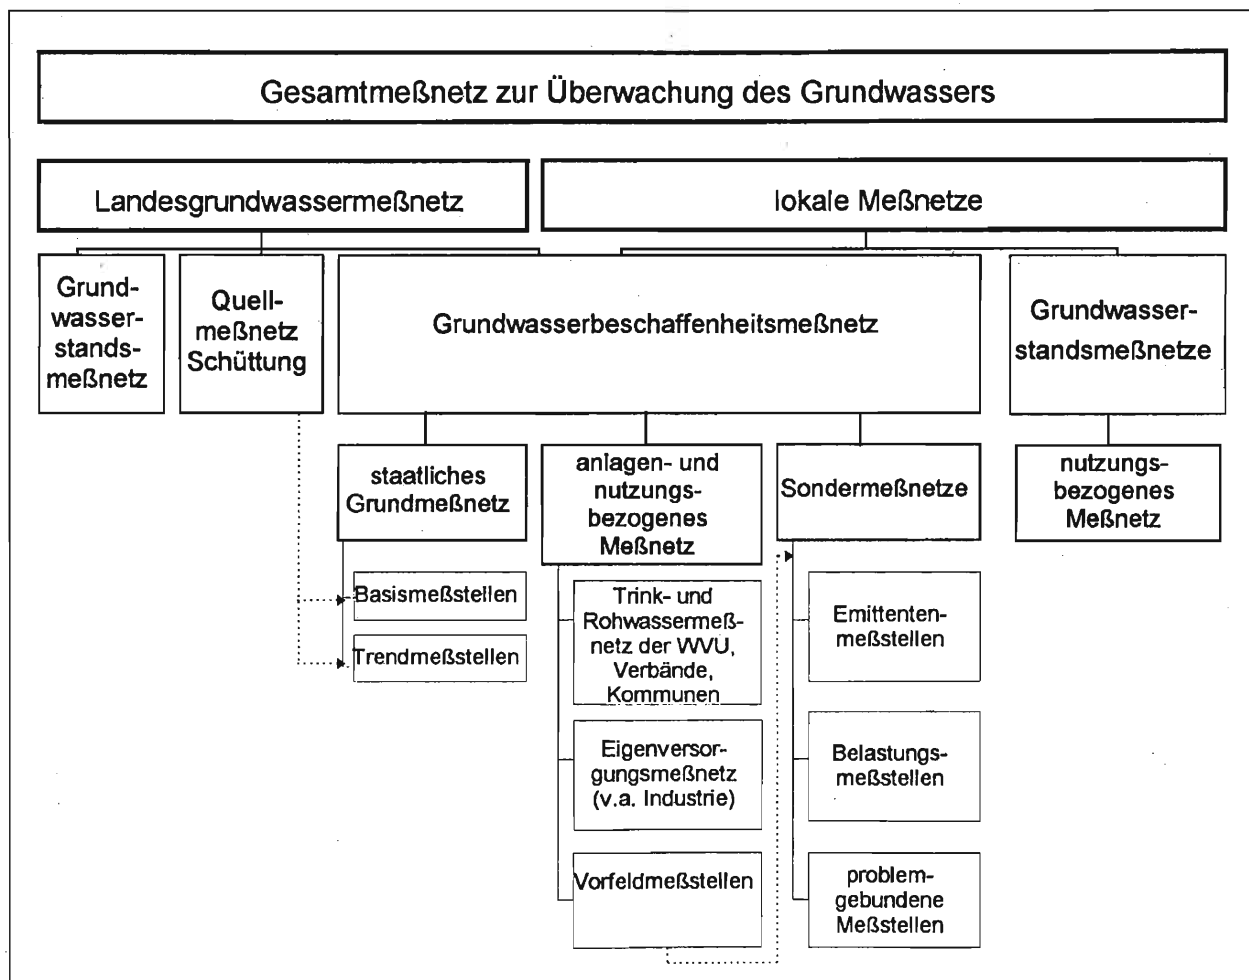 Gesamtmeßnetz zur Überwachung des Grundwassers
Landesgrundwassermeßnetz
lokale Meßnetze
Grund-
wasser-
stands-
meßnetz
Quell-
meßnetz
Schüttung
Grundwasserbeschaffenheitsmeßnetz
Grundwasser-
standsmeßnetze
staatliches
Grundmeßnetz
anlagen- und
nutzungs-
bezogenes
Meßnetz
Sondermeßnetze
nutzungs-
bezogenes
Meßnetz
Basismeßstellen
Trendmeßstellen
Trink- und
Rohwassermeß-
netz der WVU,
Verbände,
Kommunen
Eigenversor-
gungsmeßnetz
(v.a. Industrie)
Vorfeldmeßstellen
Emittenten-
meßstellen
Belastungs-
meßstellen
problem-
gebundene
Meßstellen